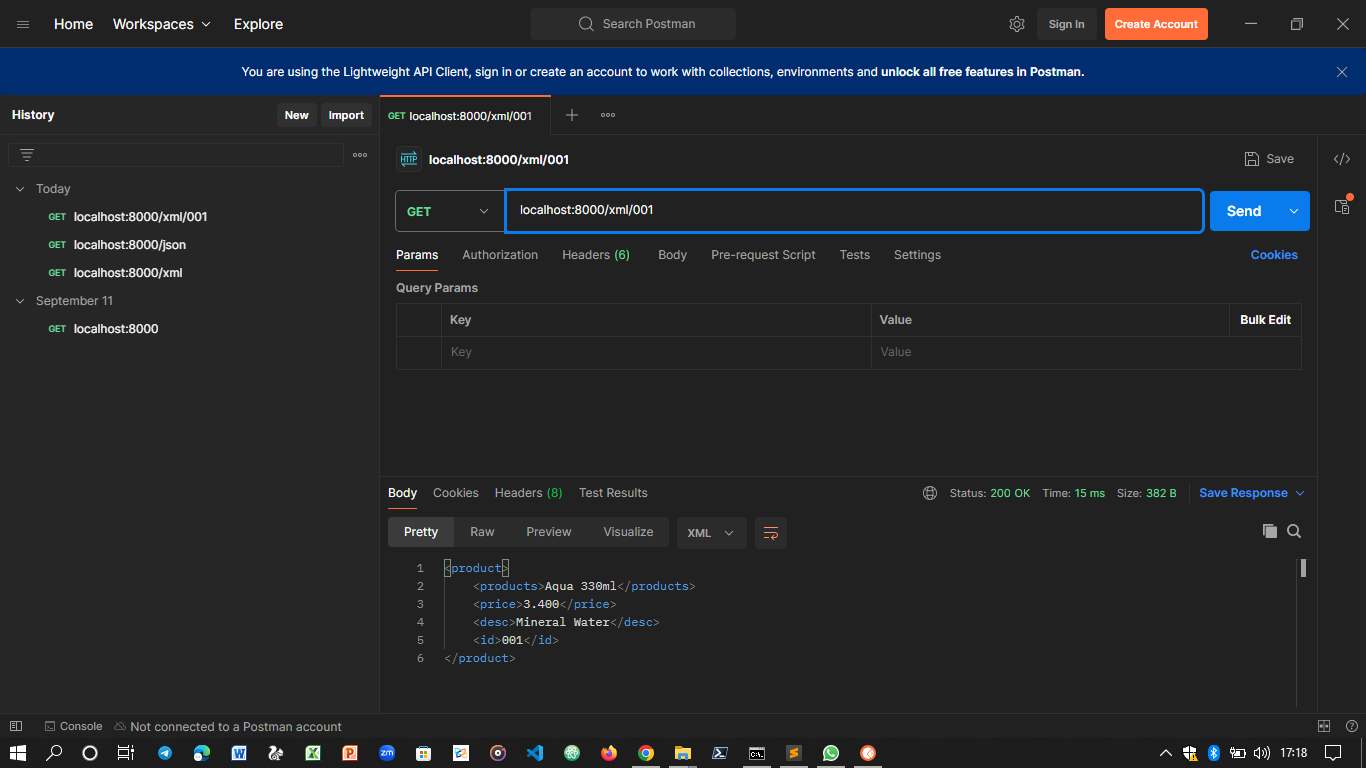 Home Workspaces Explore Search Postman Sign In Create Account
You are using the Lightweight API Client, sign in or create an account to work with collections, environments and unlock all free features in Postman.
History New Import
GET localhost:8000/xml/001
Today
GET localhost:8000/xml/001
GET localhost:8000/json
GET localhost:8000/xml
September 11
GET localhost:8000
HTTP localhost:8000/xml/001 Save
GET localhost:8000/xml/001 Send
Params Authorization Headers (6) Body Pre-request Script Tests Settings Cookies
Query Params
Key Value Bulk Edit
Key Value
Body Cookies Headers (8) Test Results Status: 200 OK Time: 15 ms Size: 382 B Save Response
Pretty Raw Preview Visualize XML
1 <product>
2 <products>Aqua 330ml</products>
3 <price>3.400</price>
4 <desc>Mineral Water</desc>
5 <id>001</id>
6 </product>
Console Not connected to a Postman account
17:18